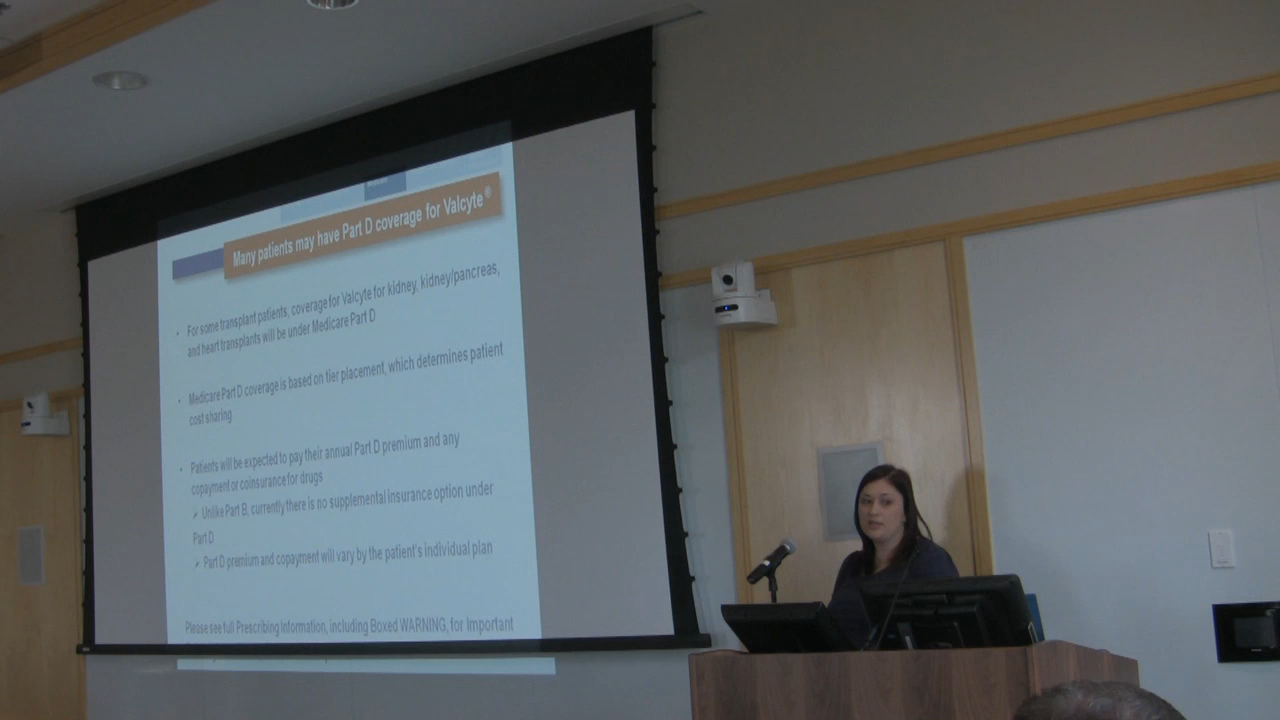 Many patients may have Part D coverage for Valcyte®
• For some transplant patients, coverage for Valcyte for kidney, kidney/pancreas,
and heart transplants will be under Medicare Part D
• Medicare Part D coverage is based on tier placement, which determines patient
cost sharing
• Patients will be expected to pay their annual Part D premium and any
copayment or coinsurance for drugs
➢ Unlike Part B, currently there is no supplemental insurance option under
Part D
➢ Part D premium and copayment will vary by the patient's individual plan
Please see full Prescribing Information, including Boxed WARNING, for Important